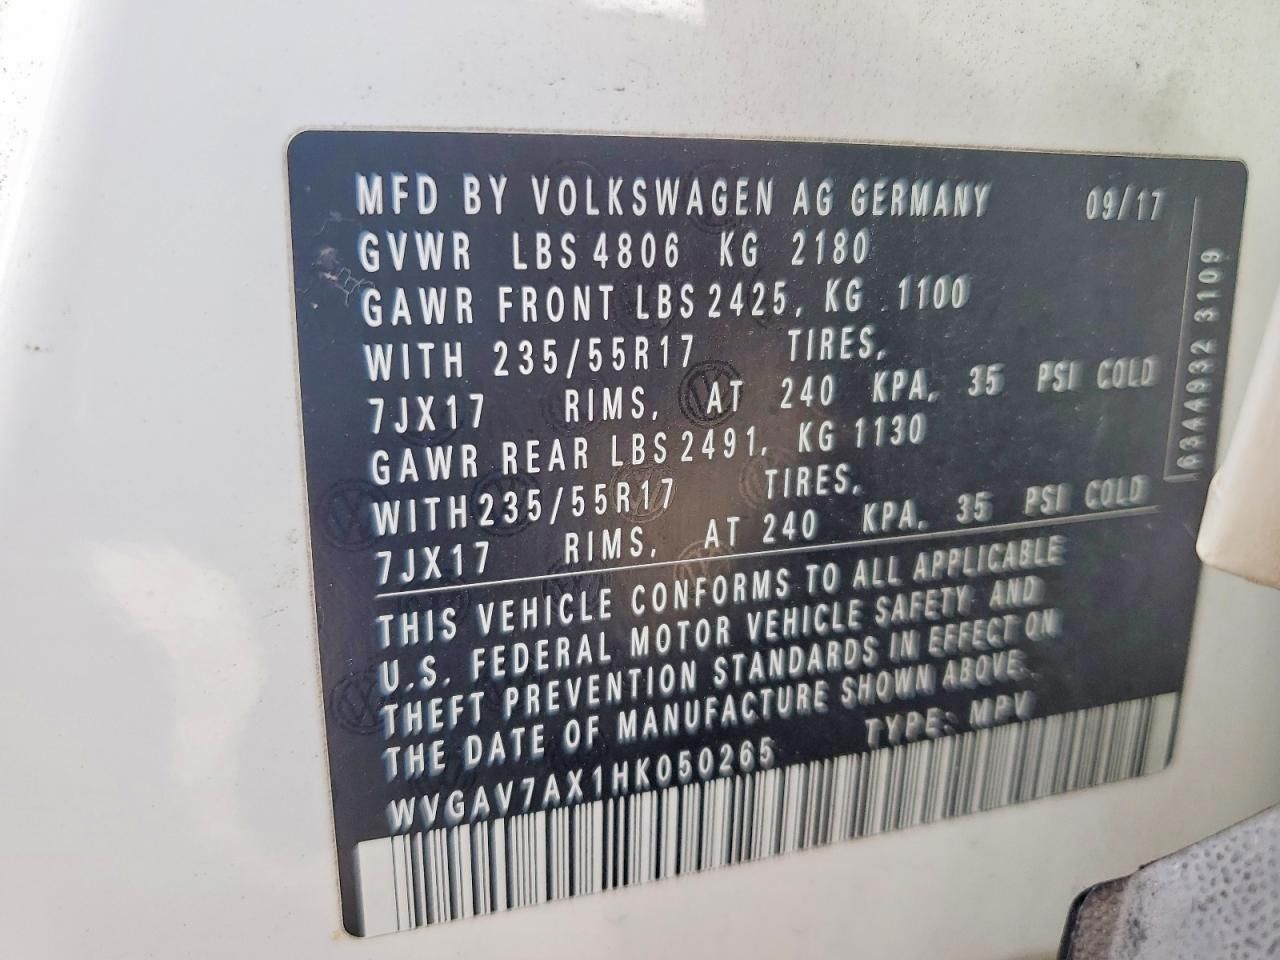 MFD BY VOLKSWAGEN AG GERMANY 09/17
GVWR LBS 4806 KG 2180
GAWR FRONT LBS 2425, KG 1100
WITH 235/55R17 TIRES,
7JX17 RIMS, AT 240 KPA, 35 PSI COLD
GAWR REAR LBS 2491, KG 1130
WITH 235/55R17 TIRES,
7JX17 RIMS, AT 240 KPA, 35 PSI COLD
THIS VEHICLE CONFORMS TO ALL APPLICABLE
U.S. FEDERAL MOTOR VEHICLE SAFETY AND
THEFT PREVENTION STANDARDS IN EFFECT ON
THE DATE OF MANUFACTURE SHOWN ABOVE.
WVGAV7AX1HK050265 TYPE: MPV
63AA932 3109